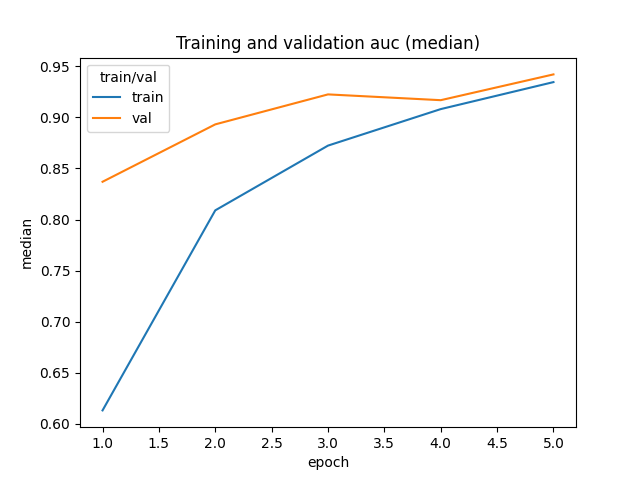 Training and validation auc (median)
train/val
train
val
0.95
0.90
0.85
0.80
0.75
0.70
0.65
0.60
median
1.0 1.5 2.0 2.5 3.0 3.5 4.0 4.5 5.0
epoch